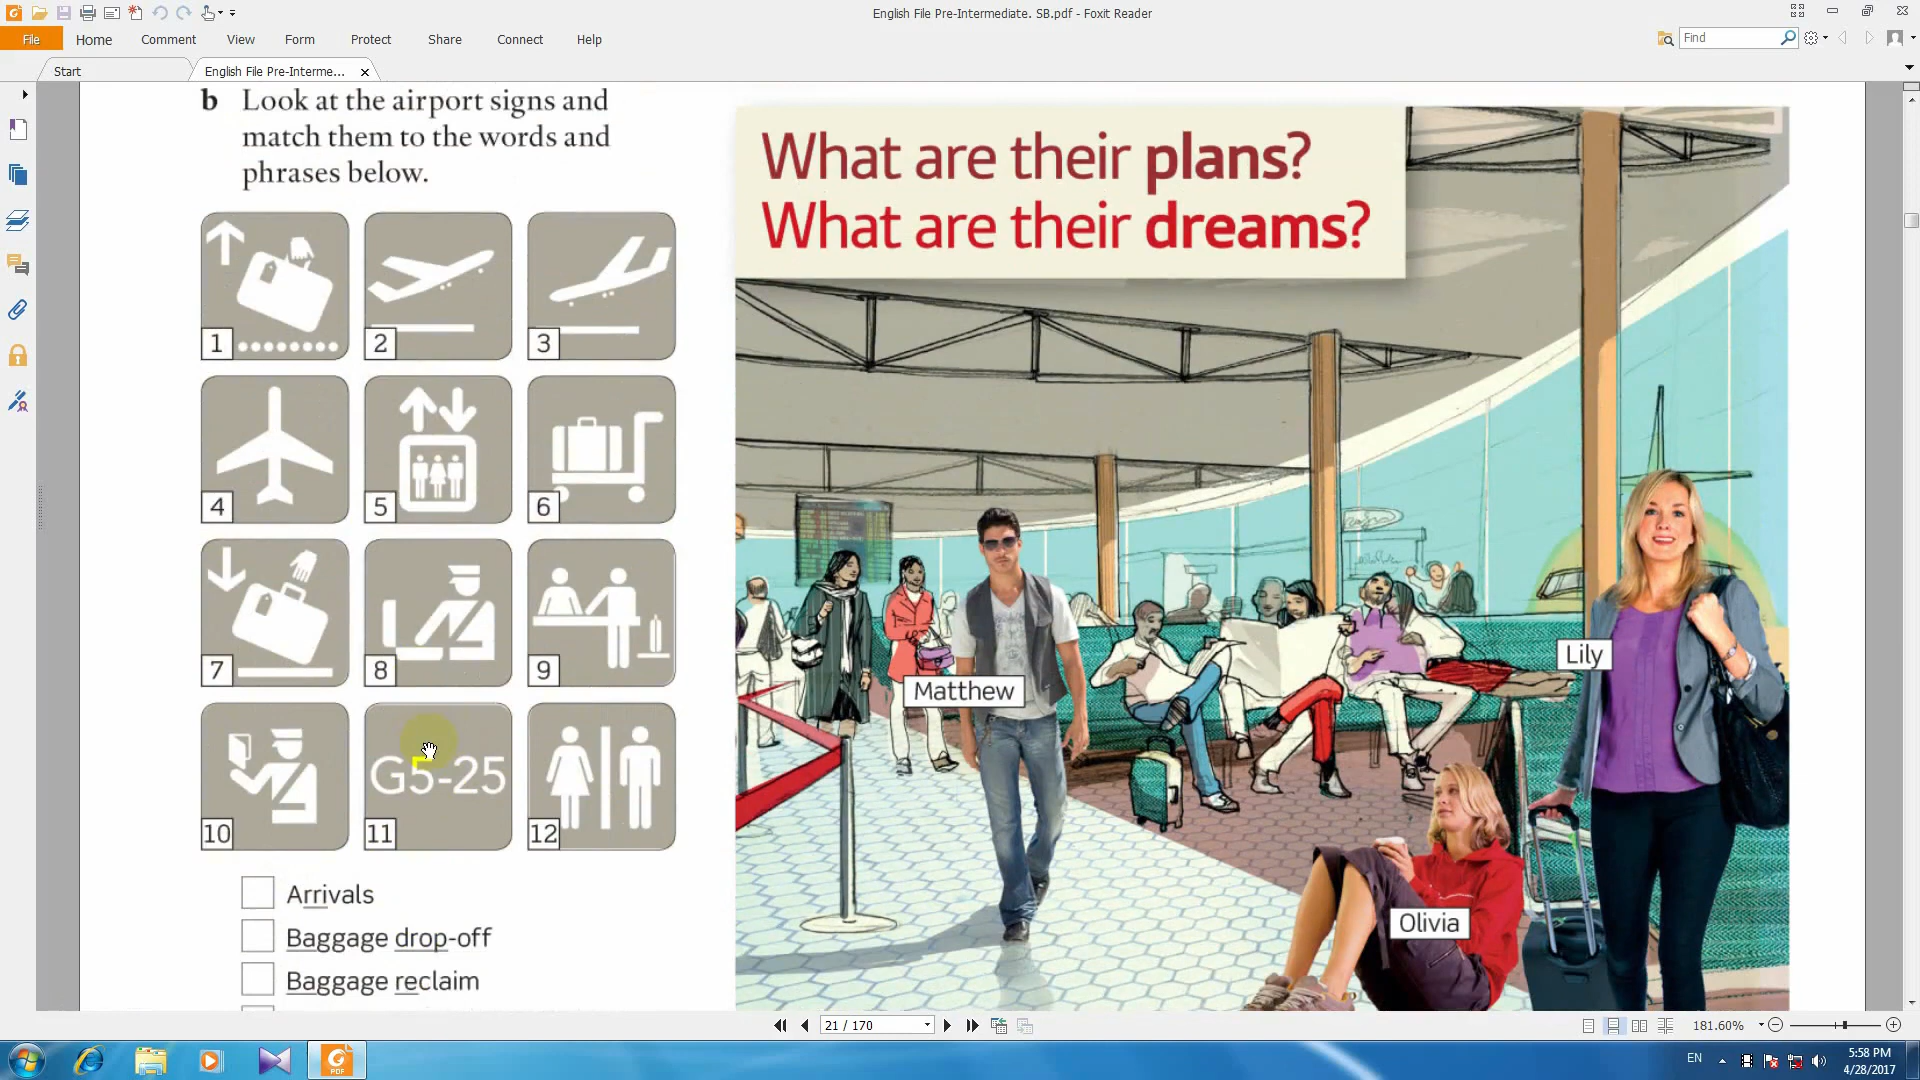 English File Pre-Intermediate. SB.pdf - Foxit Reader
File Home Comment View Form Protect Share Connect Help
Find
Start
English File Pre-Interme...
b Look at the airport signs and
match them to the words and
phrases below.
1
2
3
4
5
6
7
8
9
10
G5-25
11
12
Arrivals
Baggage drop-off
Baggage reclaim
What are their plans?
What are their dreams?
Matthew
Lily
Olivia
21 / 170
181.60%
PDF
EN
5:58 PM
4/28/2017